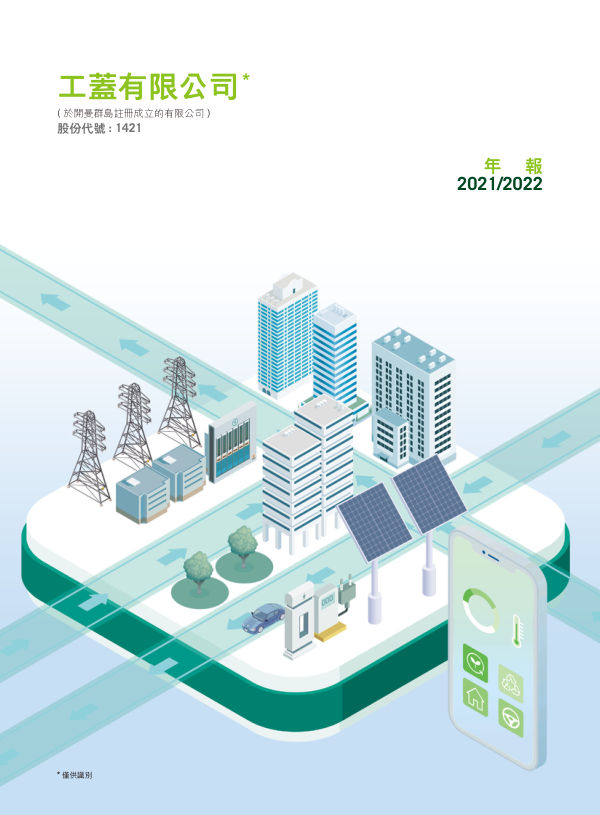 工蓋有限公司*
(於開曼群島註冊成立的有限公司)
股份代號：1421
年 報
2021/2022
* 僅供識別